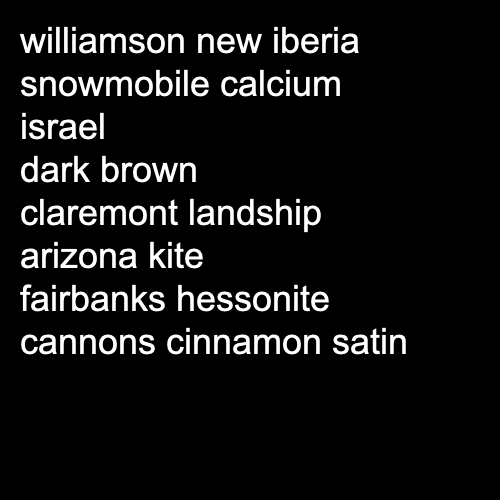 williamson new iberia
snowmobile calcium
israel
dark brown
claremont landship
arizona kite
fairbanks hessonite
cannons cinnamon satin